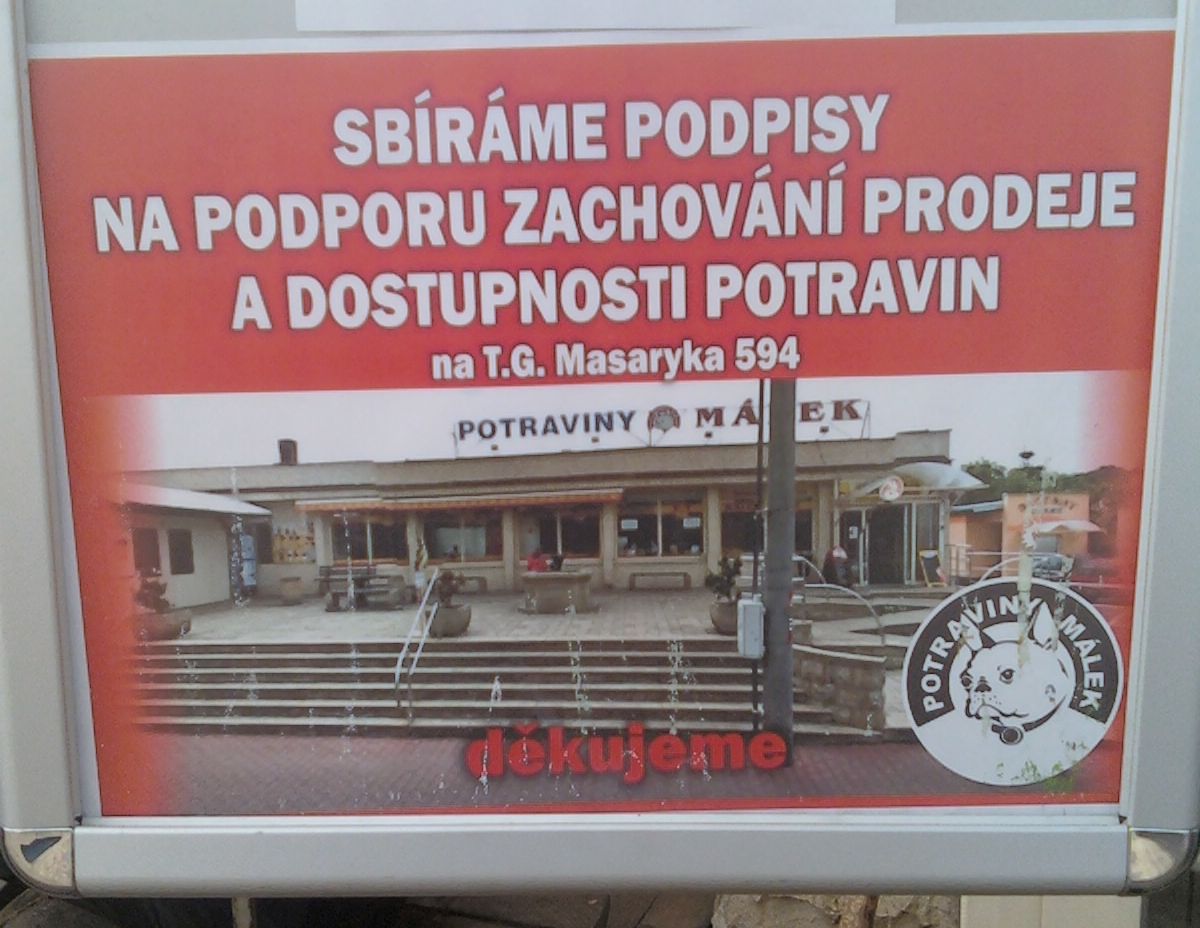 SBÍRÁME PODPISY
NA PODPORU ZACHOVÁNÍ PRODEJE
A DOSTUPNOSTI POTRAVIN
na T.G. Masaryka 594
POTRAVINY MÁLEK
POTRAVINY MÁLEK
děkujeme